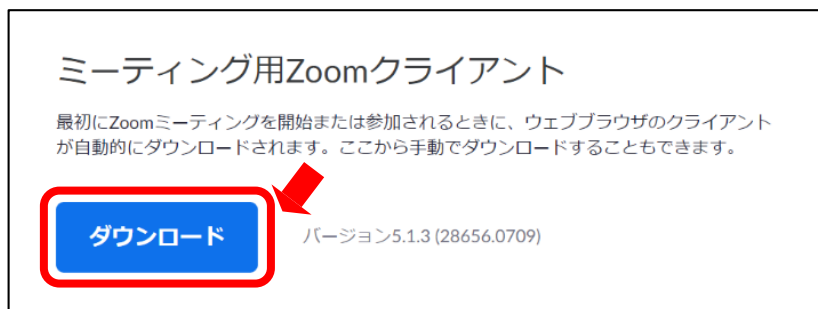 ミーティング用Zoomクライアント
最初にZoomミーティングを開始または参加されるときに、ウェブブラウザのクライアント
が自動的にダウンロードされます。ここから手動でダウンロードすることもできます。
ダウンロード
バージョン5.1.3 (28656.0709)